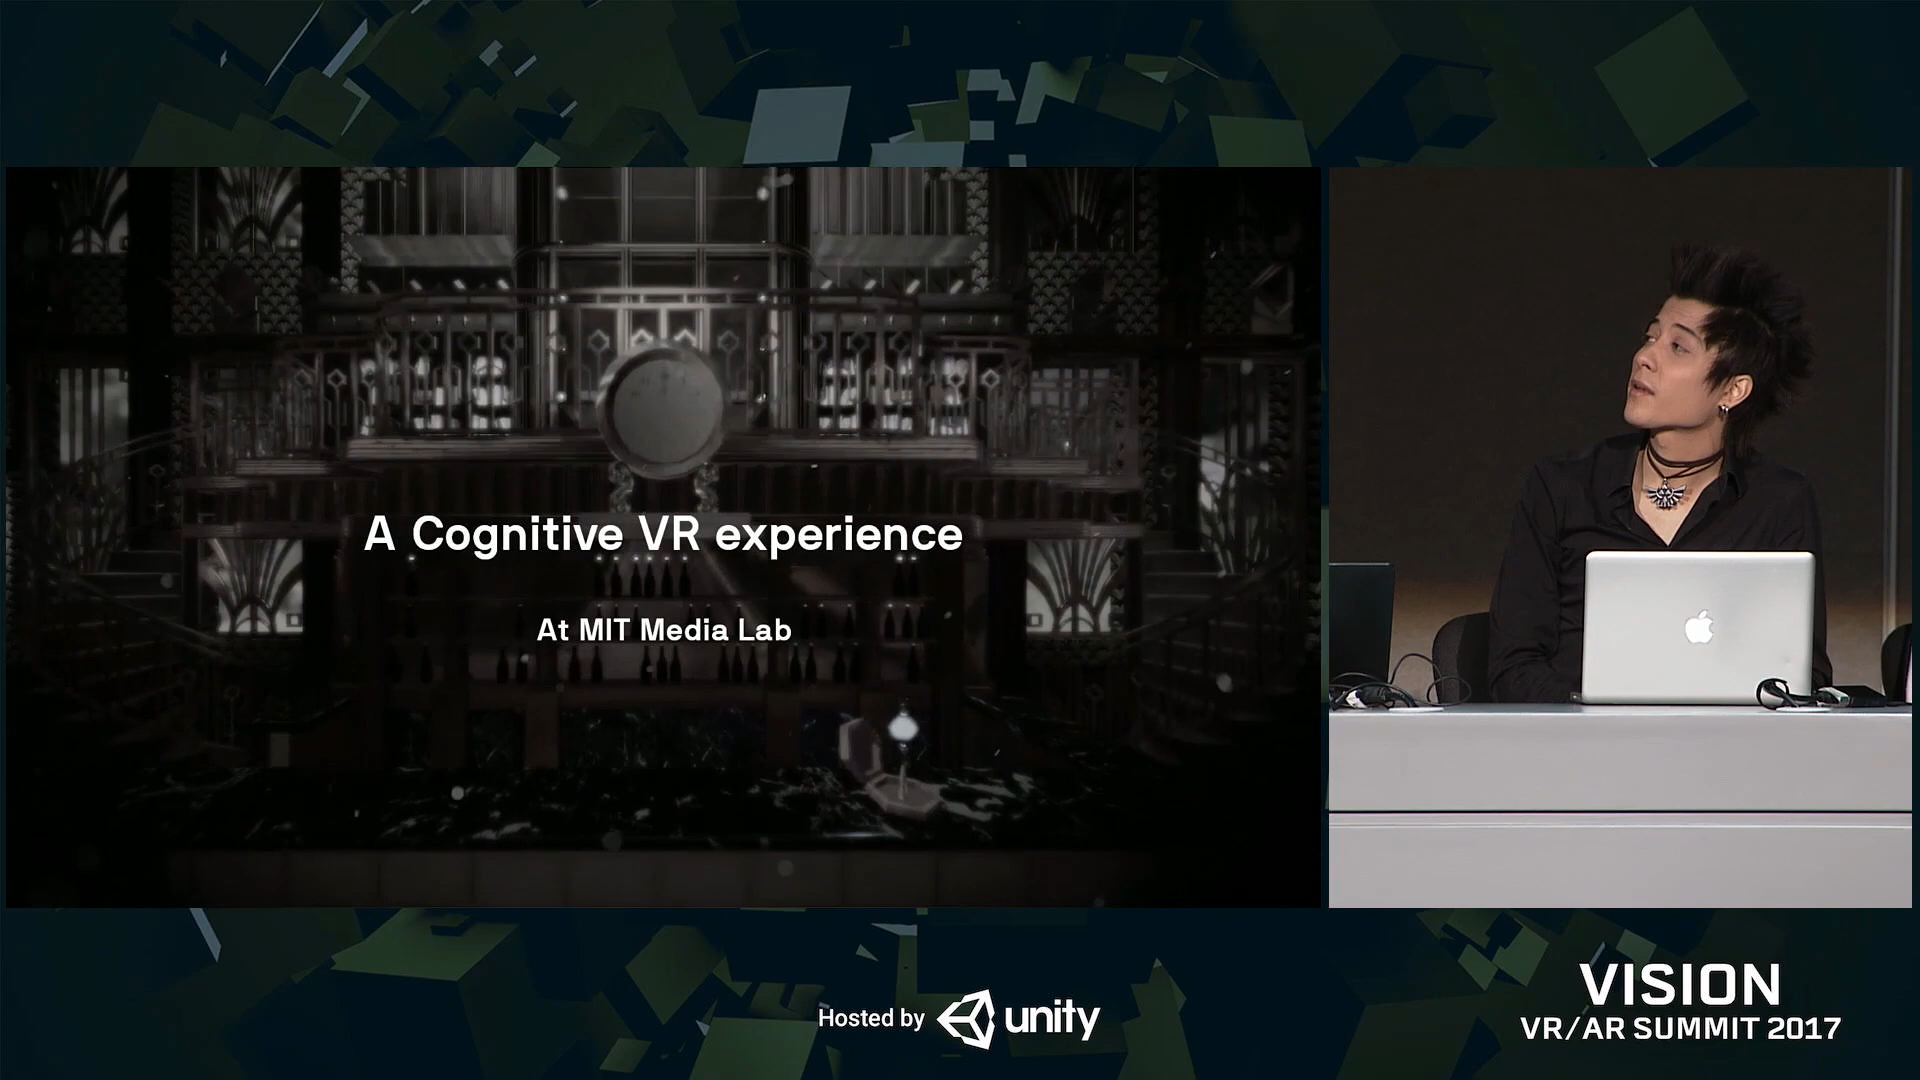 A Cognitive VR experience
At MIT Media Lab
Hosted by unity
VISION
VR/AR SUMMIT 2017